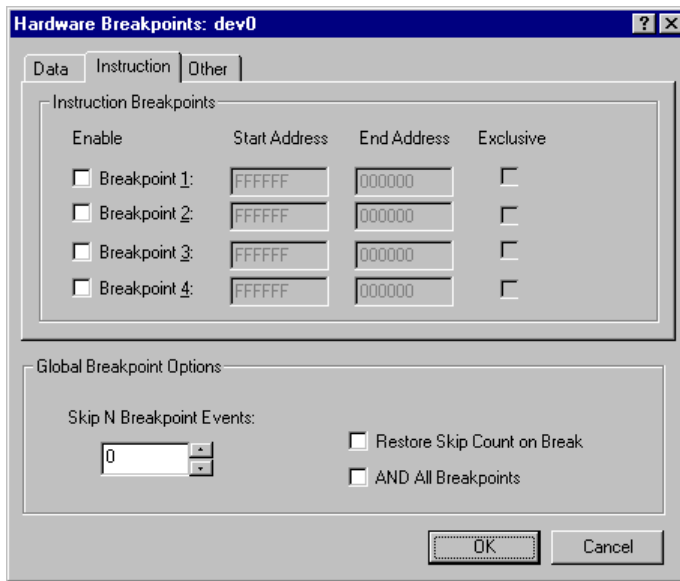 Hardware Breakpoints: dev0
Data Instruction Other
Instruction Breakpoints
Enable Start Address End Address Exclusive
Breakpoint 1: FFFFFF 000000
Breakpoint 2: FFFFFF 000000
Breakpoint 3: FFFFFF 000000
Breakpoint 4: FFFFFF 000000
Global Breakpoint Options
Skip N Breakpoint Events:
0
Restore Skip Count on Break
AND All Breakpoints
OK Cancel